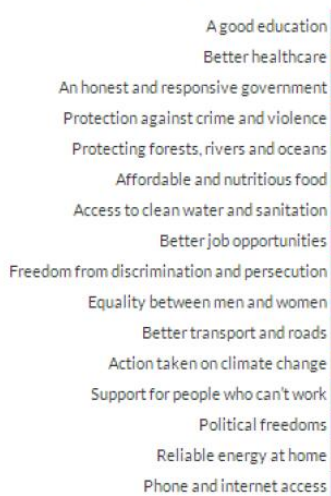 A good education
Better healthcare
An honest and responsive government
Protection against crime and violence
Protecting forests, rivers and oceans
Affordable and nutritious food
Access to clean water and sanitation
Better job opportunities
Freedom from discrimination and persecution
Equality between men and women
Better transport and roads
Action taken on climate change
Support for people who can't work
Political freedoms
Reliable energy at home
Phone and internet access